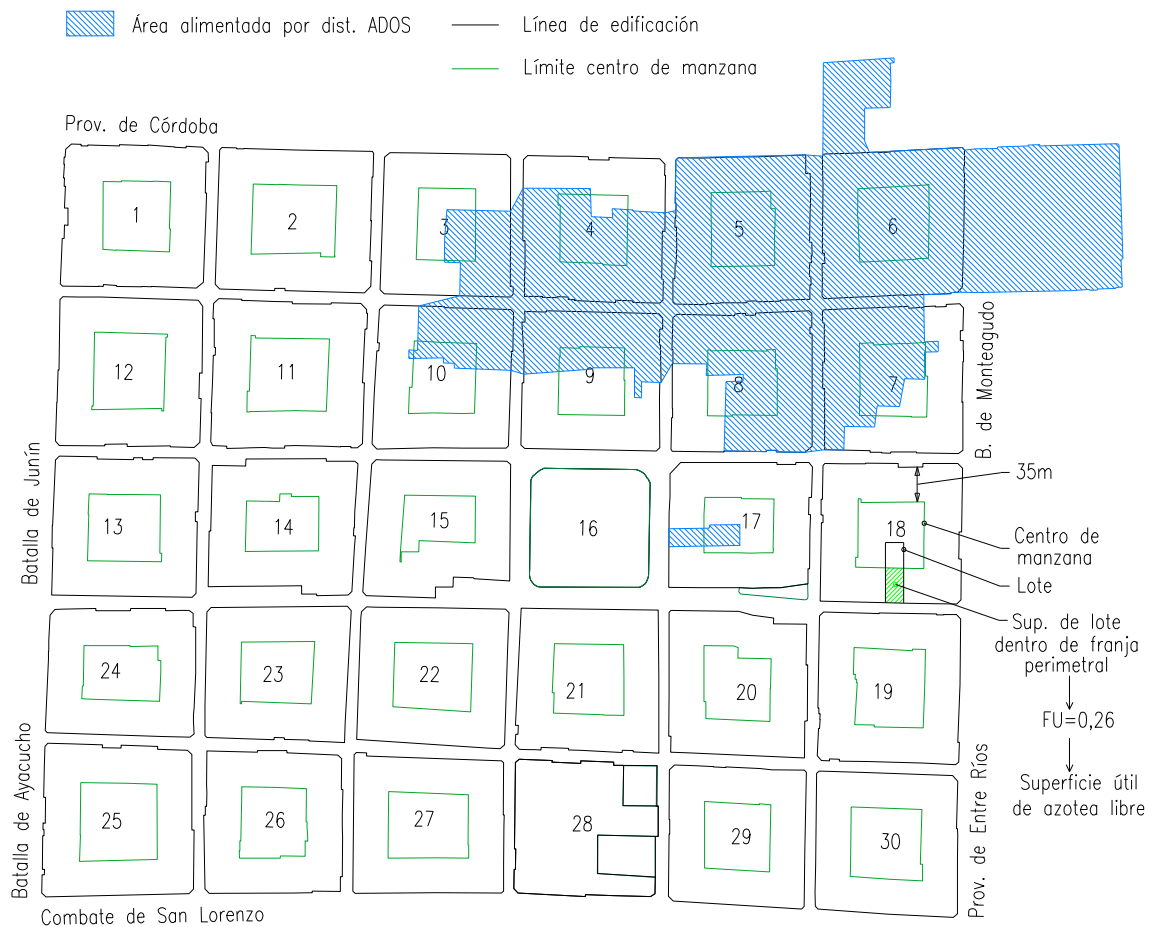 Área alimentada por dist. ADOS
Línea de edificación
Límite centro de manzana
Prov. de Córdoba
1
2
3
4
5
6
12
11
10
9
8
7
B. de Monteagudo
Batalla de Junín
13
14
15
16
17
18
35m
Centro de
manzana
Lote
Sup. de lote
dentro de franja
perimetral
FU=0,26
Superficie útil
de azotea libre
24
23
22
21
20
19
Batalla de Ayacucho
25
26
27
28
29
30
Prov. de Entre Ríos
Combate de San Lorenzo